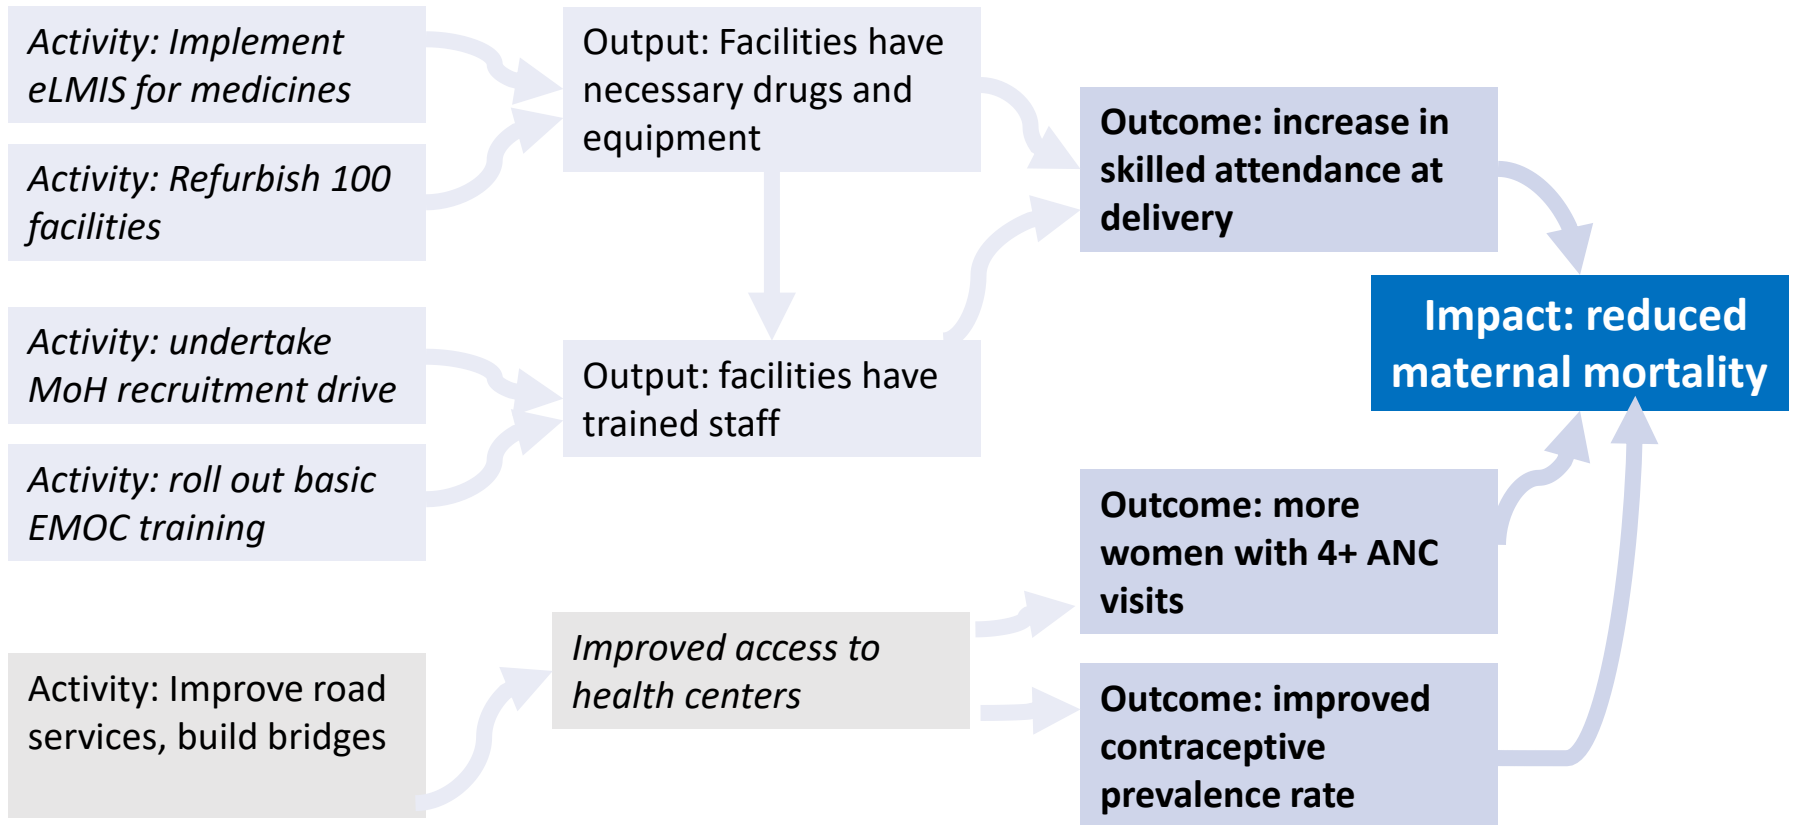 Activity: Implement
eLMIS for medicines
Activity: Refurbish 100
facilities
Activity: undertake
MoH recruitment drive
Activity: roll out basic
EMOC training
Activity: Improve road
services, build bridges
Output: Facilities have
necessary drugs and
equipment
Output: facilities have
trained staff
Improved access to
health centers
Outcome: increase in
skilled attendance at
delivery
Outcome: more
women with 4+ ANC
visits
Outcome: improved
contraceptive
prevalence rate
Impact: reduced
maternal mortality